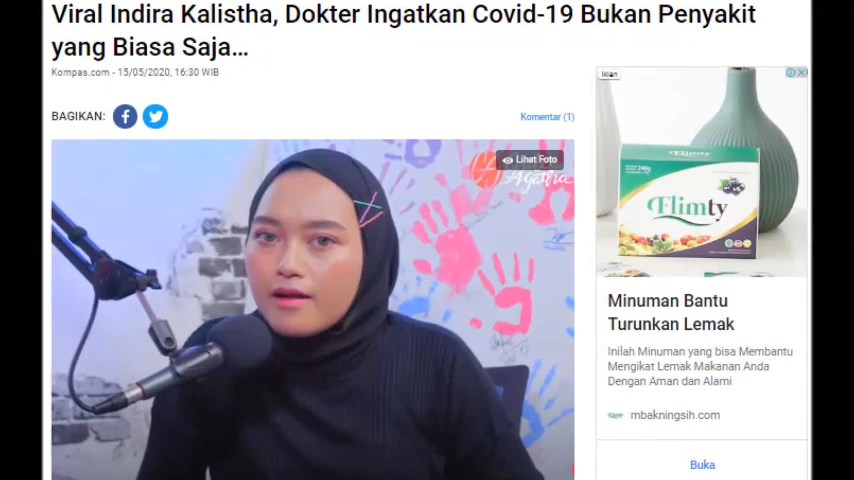 Viral Indira Kalistha, Dokter Ingatkan Covid-19 Bukan Penyakit
yang Biasa Saja...
Kompas.com - 15/05/2020, 16:30 WIB
BAGIKAN:
Komentar (1)
Lihat Foto
Agatha
Iklan
Flimty
Flimty
Minuman Bantu
Turunkan Lemak
Inilah Minuman yang bisa Membantu
Mengikat Lemak Makanan Anda
Dengan Aman dan Alami
mbakningsih.com
Buka